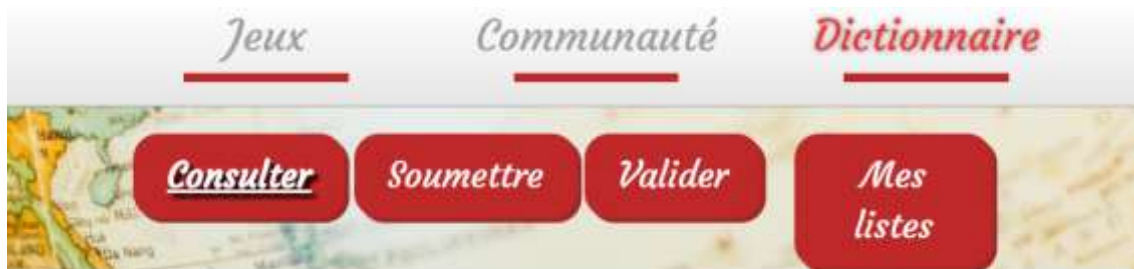 Jeux Communauté Dictionnaire
Consulter Soumettre Valider Mes
listes